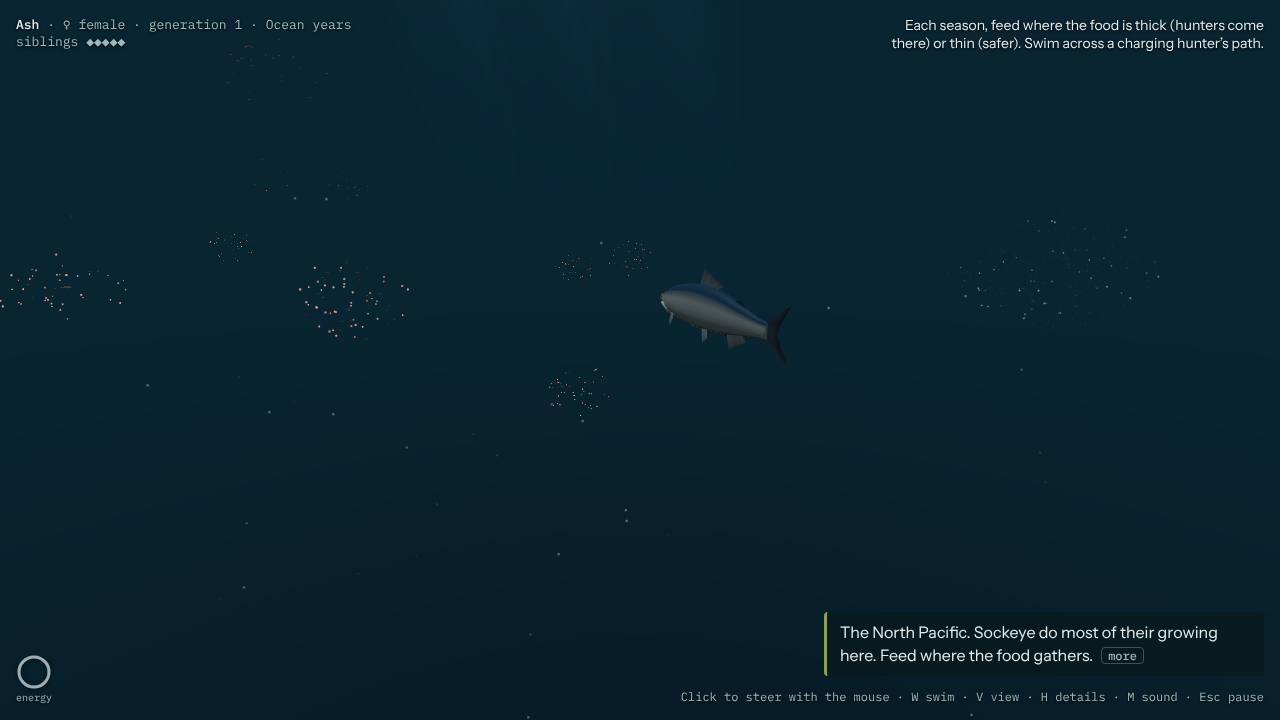 Ash · ♀ female · generation 1 · Ocean years
siblings ◆◆◆◆◆
Each season, feed where the food is thick (hunters come
there) or thin (safer). Swim across a charging hunter's path.
The North Pacific. Sockeye do most of their growing
here. Feed where the food gathers. more
energy
Click to steer with the mouse · W swim · V view · H details · M sound · Esc pause